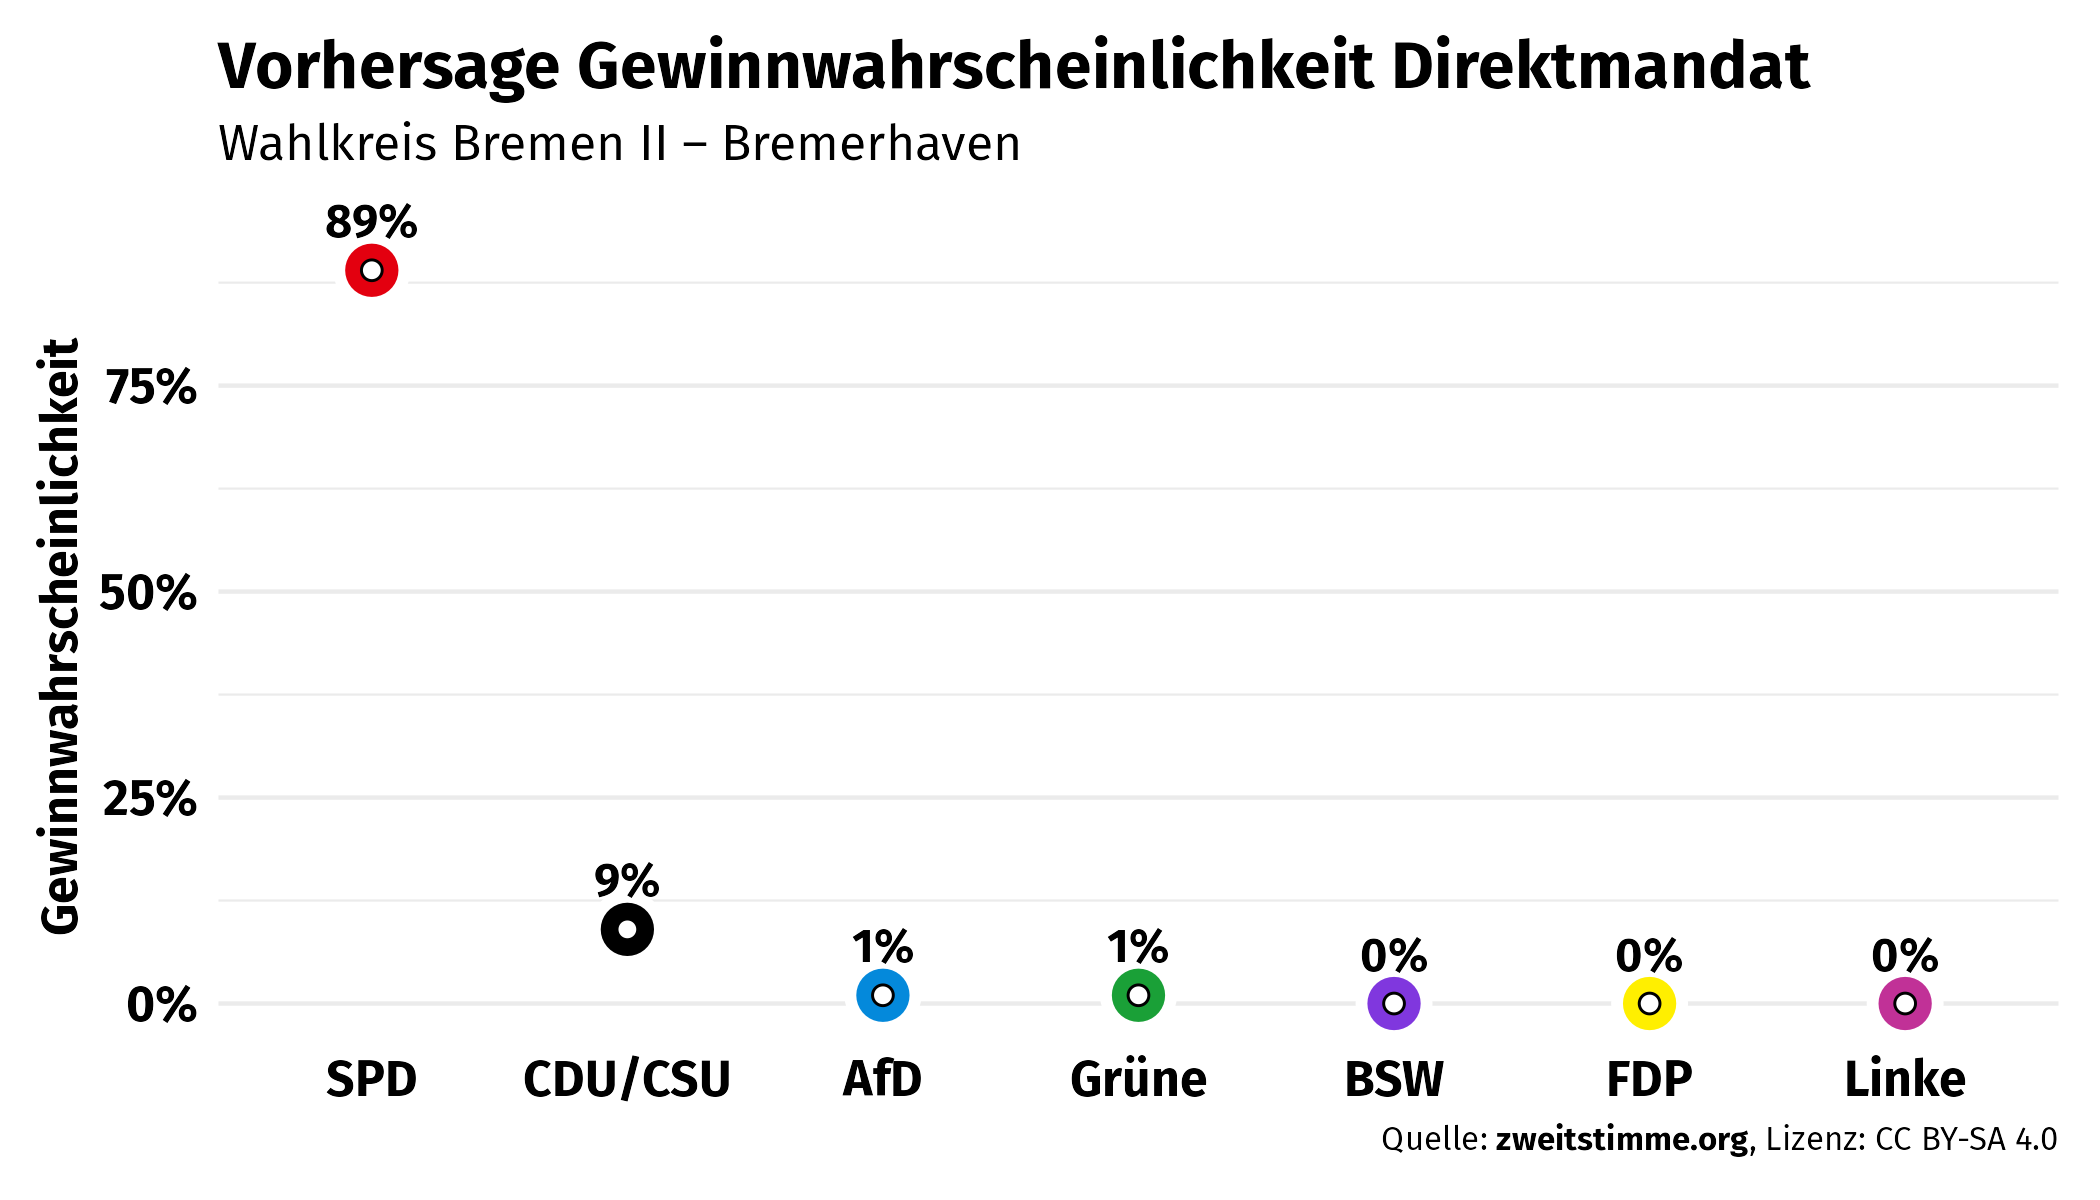 Vorhersage Gewinnwahrscheinlichkeit Direktmandat
Wahlkreis Bremen II – Bremerhaven
Gewinnwahrscheinlichkeit
75%
50%
25%
0%
89%
9%
1%
1%
0%
0%
0%
SPD
CDU/CSU
AfD
Grüne
BSW
FDP
Linke
Quelle: zweitstimme.org, Lizenz: CC BY-SA 4.0